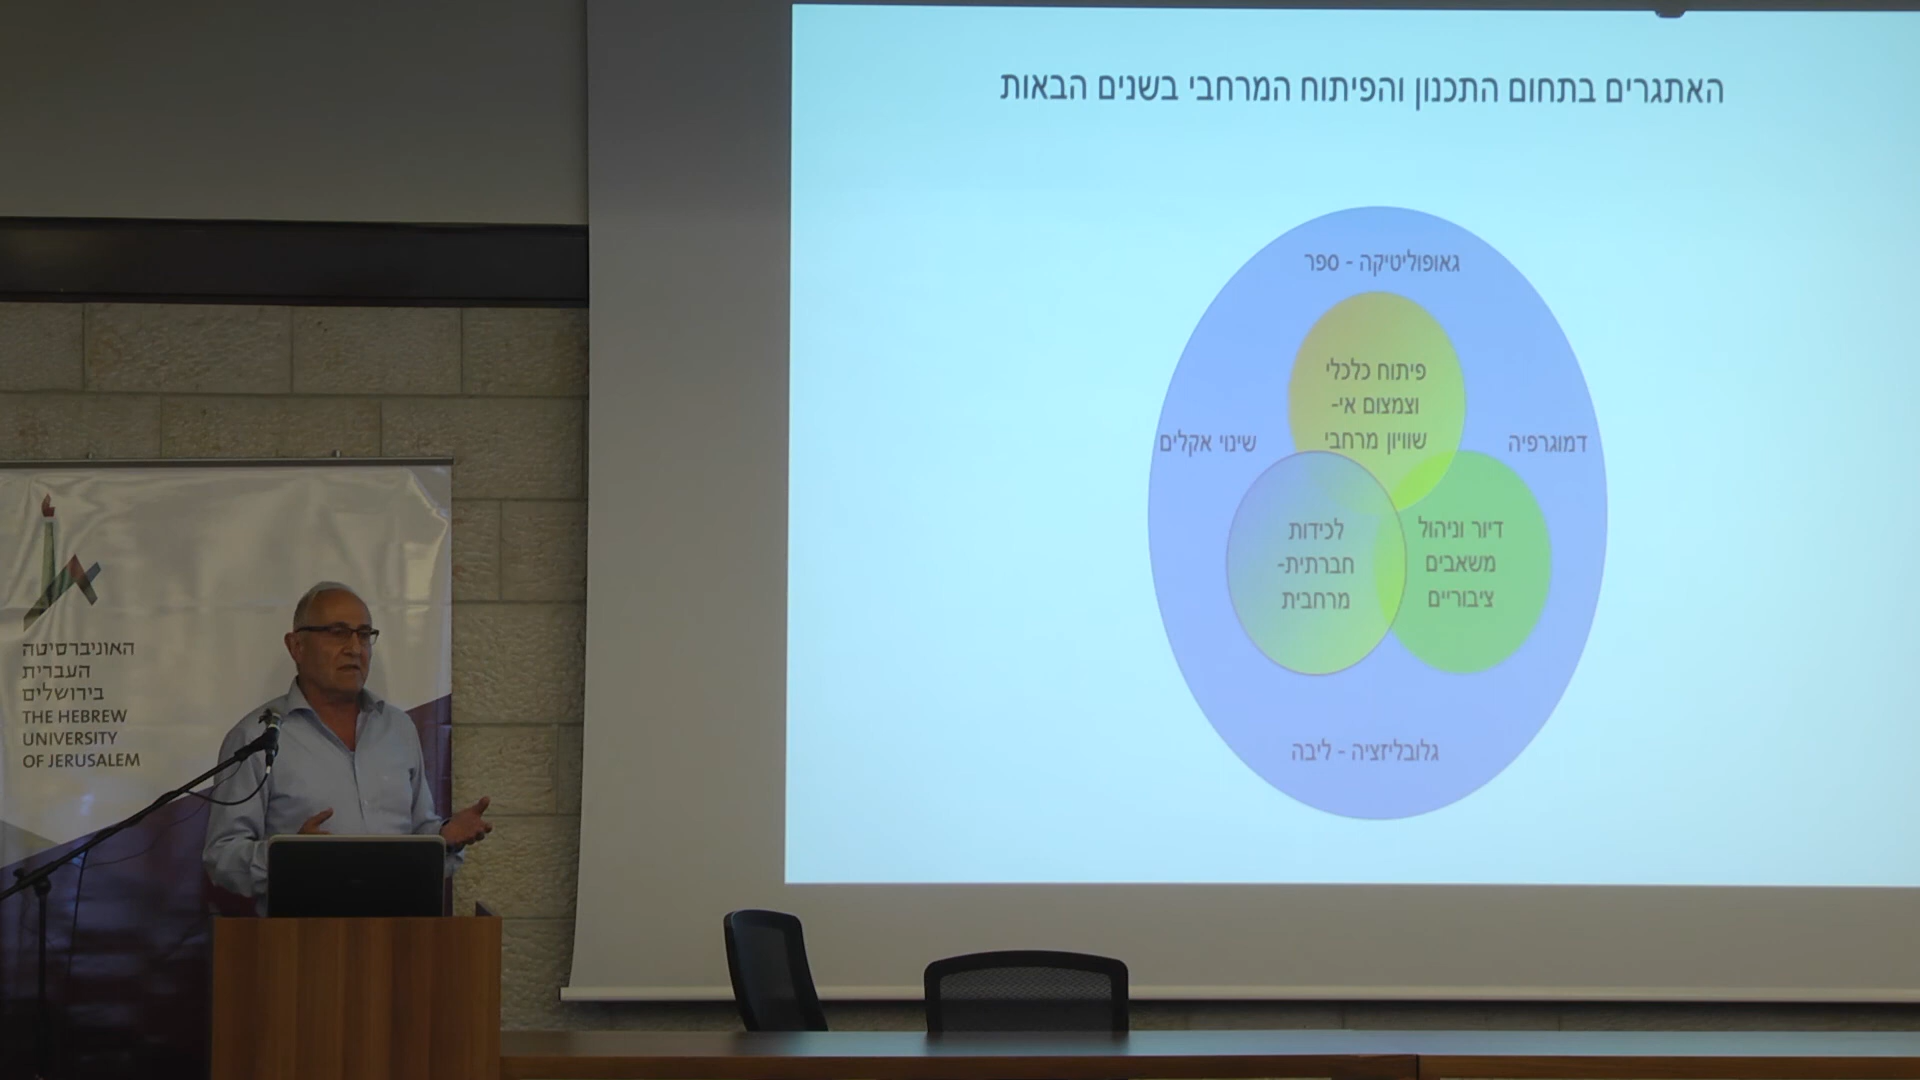 האתגרים בתחום התכנון והפיתוח המרחבי בשנים הבאות
גאופוליטיקה - ספר
פיתוח כלכלי
וצמצום אי-
שוויון מרחבי
דמוגרפיה
שינוי אקלים
דיור וניהול
משאבים
ציבוריים
לכידות
חברתית-
מרחבית
גלובליזציה - ליבה
האוניברסיטה
העברית
בירושלים
THE HEBREW
UNIVERSITY
OF JERUSALEM